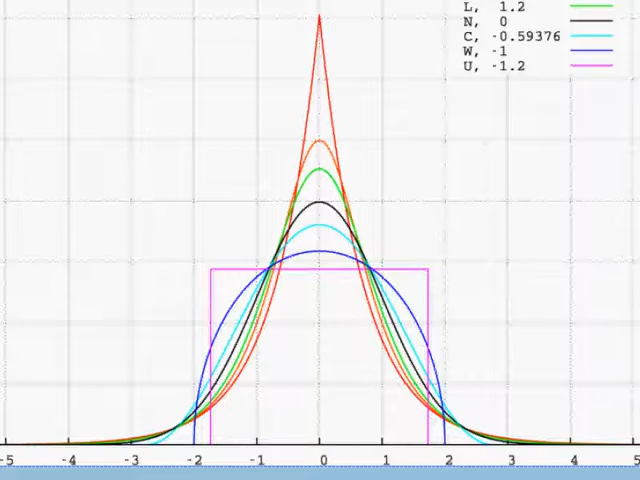 L, 1.2
N, 0
C, -0.59376
W, -1
U, -1.2
-5 -4 -3 -2 -1 0 1 2 3 4 5